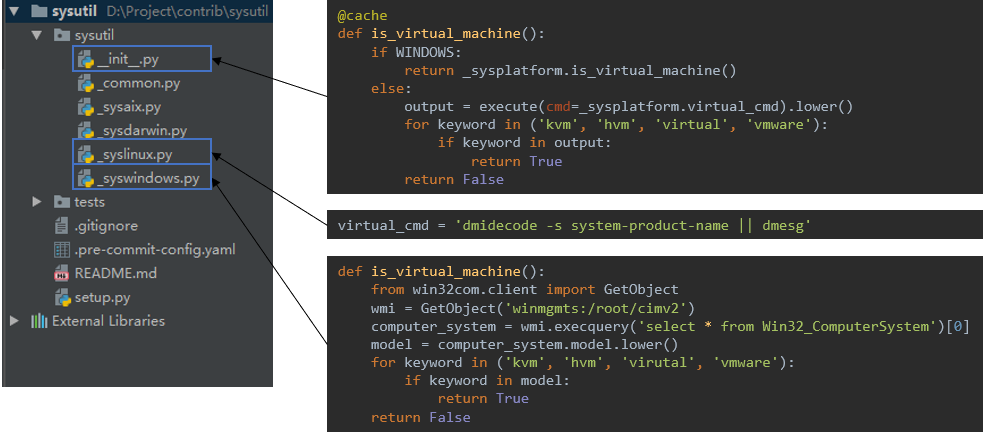 sysutil D:\Project\contrib\sysutil
sysutil
__init__.py
_common.py
_sysaix.py
_sysdarwin.py
_syslinux.py
_syswindows.py
tests
.gitignore
.pre-commit-config.yaml
README.md
setup.py
External Libraries
@cache
def is_virtual_machine():
    if WINDOWS:
        return _sysplatform.is_virtual_machine()
    else:
        output = execute(cmd=_sysplatform.virtual_cmd).lower()
        for keyword in ('kvm', 'hvm', 'virtual', 'vmware'):
            if keyword in output:
                return True
        return False
virtual_cmd = 'dmidecode -s system-product-name || dmesg'
def is_virtual_machine():
    from win32com.client import GetObject
    wmi = GetObject('winmgmts:/root/cimv2')
    computer_system = wmi.execquery('select * from Win32_ComputerSystem')[0]
    model = computer_system.model.lower()
    for keyword in ('kvm', 'hvm', 'virutal', 'vmware'):
        if keyword in model:
            return True
    return False